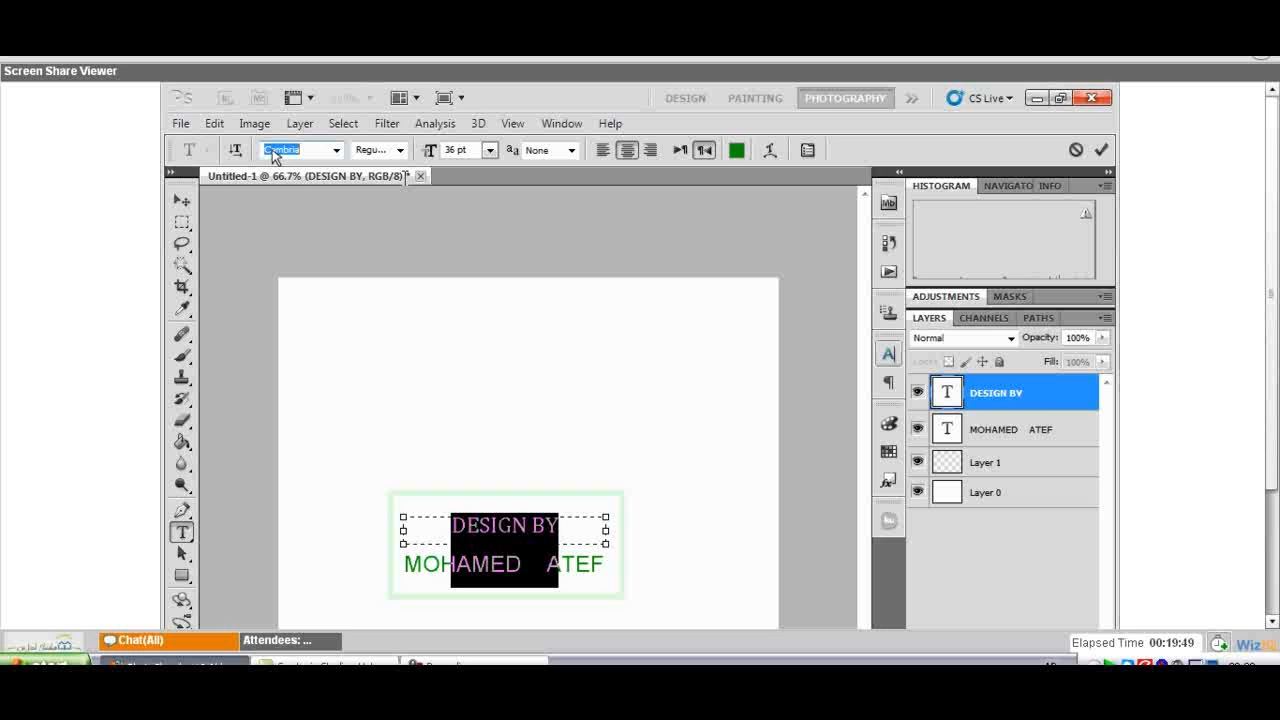 Screen Share Viewer
DESIGN PAINTING PHOTOGRAPHY CS Live
File Edit Image Layer Select Filter Analysis 3D View Window Help
T Cambria Regu... 36 pt None
Untitled-1 @ 66.7% (DESIGN BY, RGB/8) *
HISTOGRAM NAVIGATO INFO
Mb
ADJUSTMENTS MASKS
LAYERS CHANNELS PATHS
Normal Opacity: 100%
Fill: 100%
T DESIGN BY
T MOHAMED ATEF
Layer 1
Layer 0
DESIGN BY
MOHAMED ATEF
Chat(All) Attendees: ...
Elapsed Time 00:19:49
WizIQ